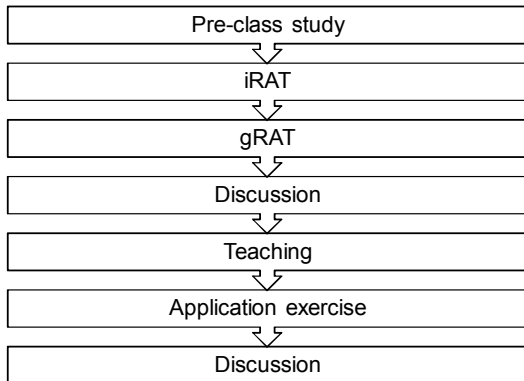 Pre-class study
iRAT
gRAT
Discussion
Teaching
Application exercise
Discussion